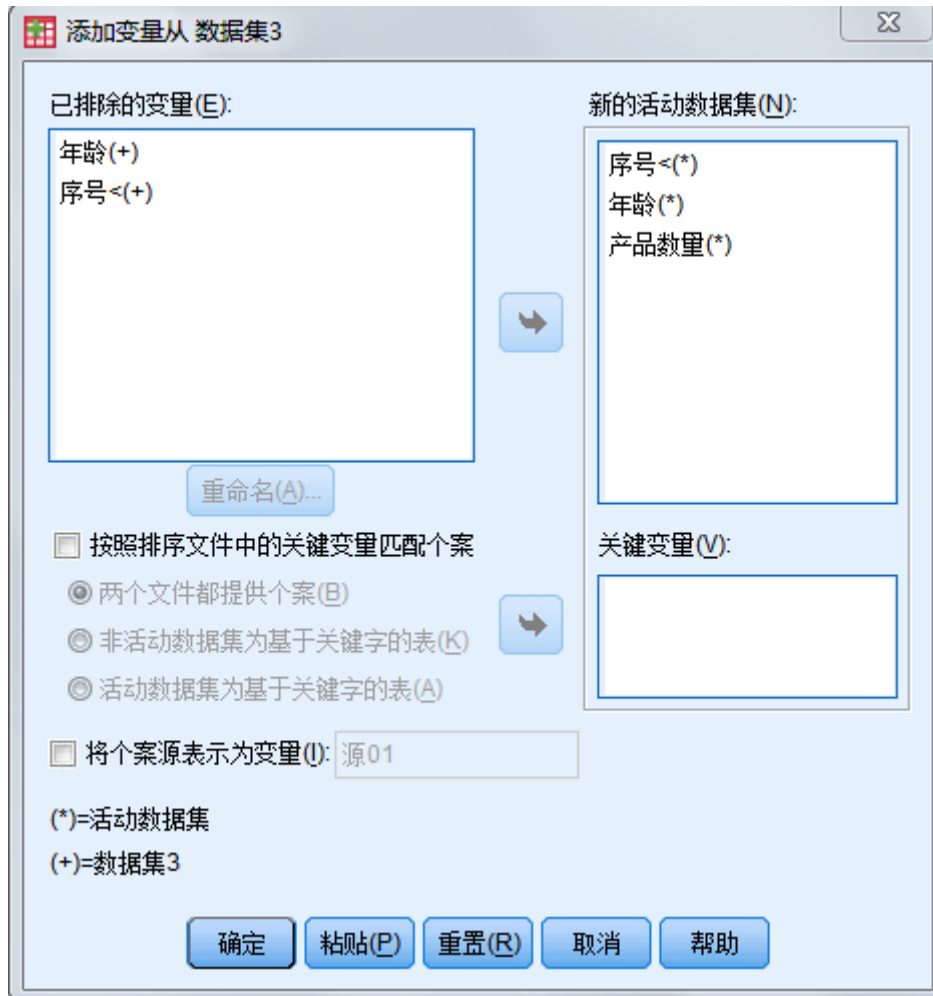 添加变量从 数据集3
已排除的变量(E):
年龄(+)
序号<(+)
重命名(A)...
新的活动数据集(N):
序号<(*)
年龄(*)
产品数量(*)
按照排序文件中的关键变量匹配个案
两个文件都提供个案(B)
非活动数据集为基于关键字的表(K)
活动数据集为基于关键字的表(A)
关键变量(V):
将个案源表示为变量(I): 源01
(*)=活动数据集
(+)=数据集3
确定 粘贴(P) 重置(R) 取消 帮助